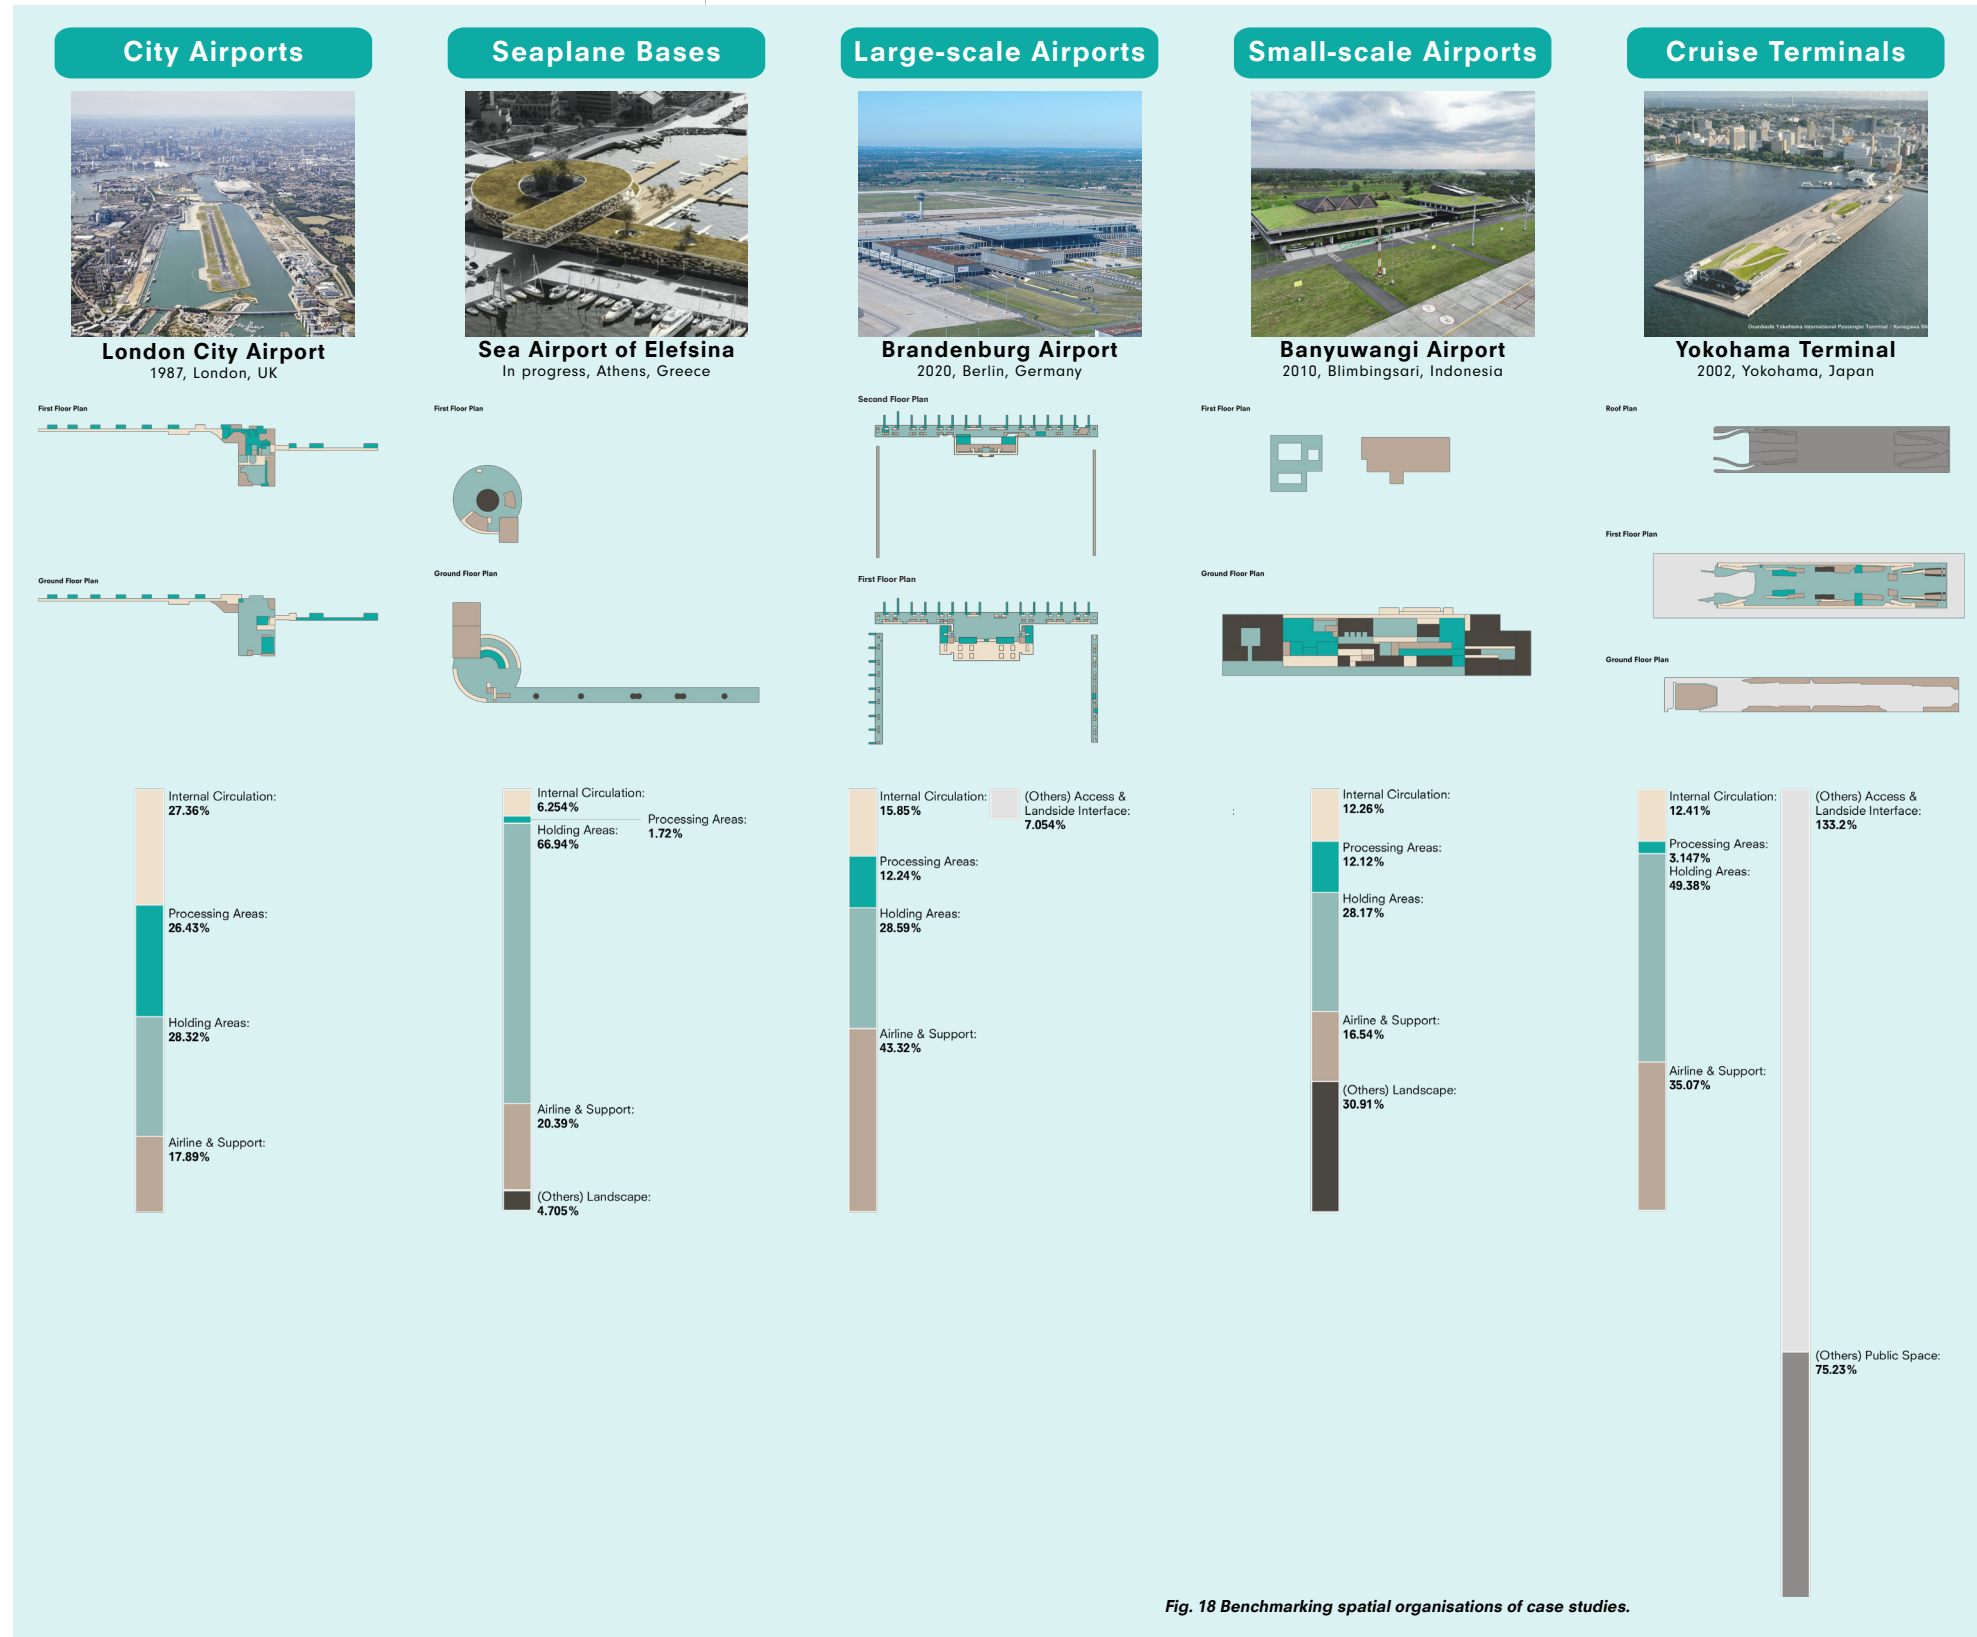 City Airports
Seaplane Bases
Large-scale Airports
Small-scale Airports
Cruise Terminals
Osanbashi Yokohama International Passenger Terminal / Kanagawa Sh
London City Airport
1987, London, UK
Sea Airport of Elefsina
In progress, Athens, Greece
Brandenburg Airport
2020, Berlin, Germany
Banyuwangi Airport
2010, Blimbingsari, Indonesia
Yokohama Terminal
2002, Yokohama, Japan
First Floor Plan
Ground Floor Plan
First Floor Plan
Ground Floor Plan
Second Floor Plan
First Floor Plan
First Floor Plan
Ground Floor Plan
Roof Plan
First Floor Plan
Ground Floor Plan
Internal Circulation:
27.36%
Processing Areas:
26.43%
Holding Areas:
28.32%
Airline & Support:
17.89%
Internal Circulation:
6.254%
Processing Areas:
1.72%
Holding Areas:
66.94%
Airline & Support:
20.39%
(Others) Landscape:
4.705%
Internal Circulation:
15.85%
(Others) Access &
Landside Interface:
7.054%
Processing Areas:
12.24%
Holding Areas:
28.59%
Airline & Support:
43.32%
:
Internal Circulation:
12.26%
Processing Areas:
12.12%
Holding Areas:
28.17%
Airline & Support:
16.54%
(Others) Landscape:
30.91%
Internal Circulation:
12.41%
Processing Areas:
3.147%
Holding Areas:
49.38%
Airline & Support:
35.07%
(Others) Access &
Landside Interface:
133.2%
(Others) Public Space:
75.23%
Fig. 18 Benchmarking spatial organisations of case studies.